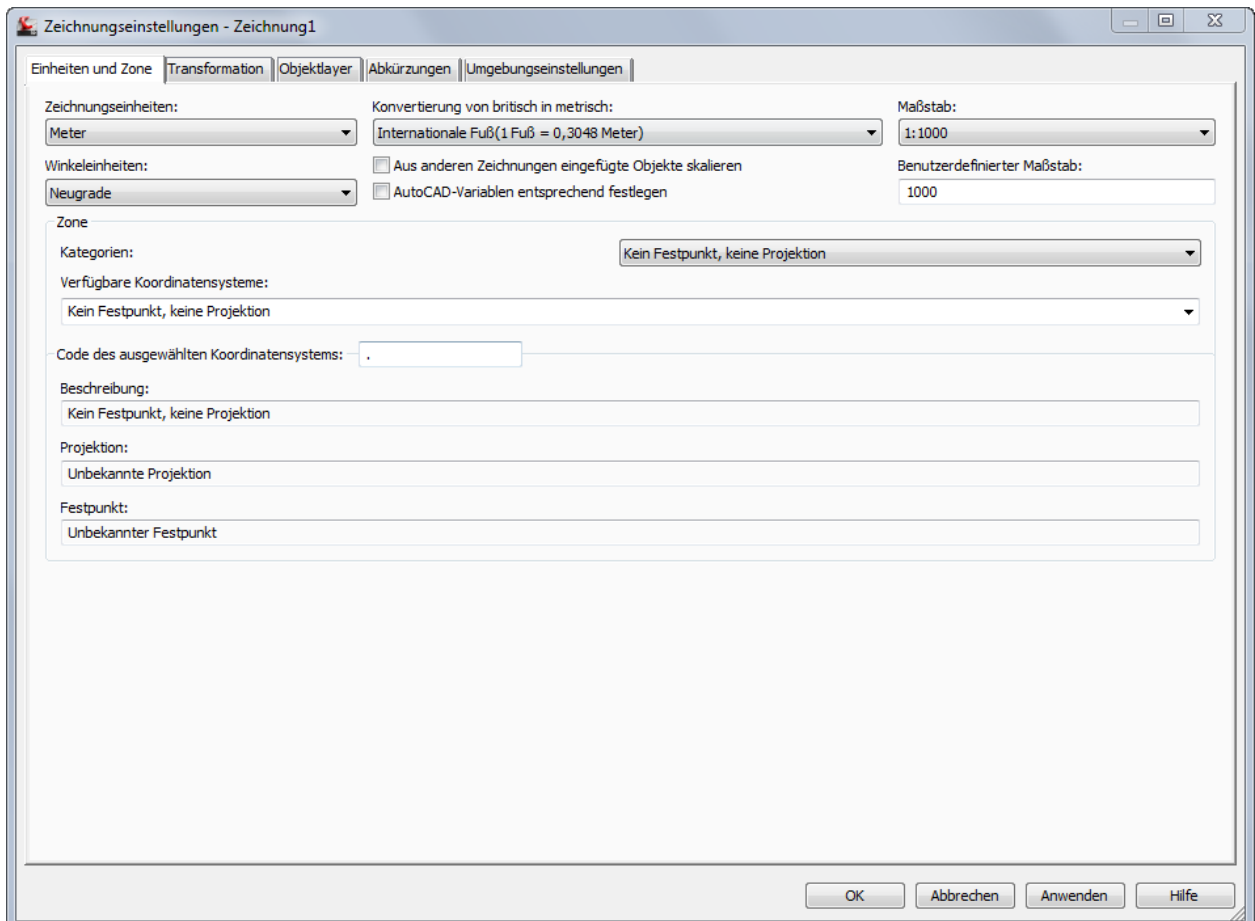 Zeichnungseinstellungen - Zeichnung1
Einheiten und Zone Transformation Objektlayer Abkürzungen Umgebungseinstellungen
Zeichnungseinheiten: Konvertierung von britisch in metrisch: Maßstab:
Meter Internationale Fuß(1 Fuß = 0,3048 Meter) 1:1000
Winkeleinheiten: Aus anderen Zeichnungen eingefügte Objekte skalieren Benutzerdefinierter Maßstab:
Neugrade AutoCAD-Variablen entsprechend festlegen 1000
Zone
Kategorien: Kein Festpunkt, keine Projektion
Verfügbare Koordinatensysteme:
Kein Festpunkt, keine Projektion
Code des ausgewählten Koordinatensystems: .
Beschreibung:
Kein Festpunkt, keine Projektion
Projektion:
Unbekannte Projektion
Festpunkt:
Unbekannter Festpunkt
OK Abbrechen Anwenden Hilfe